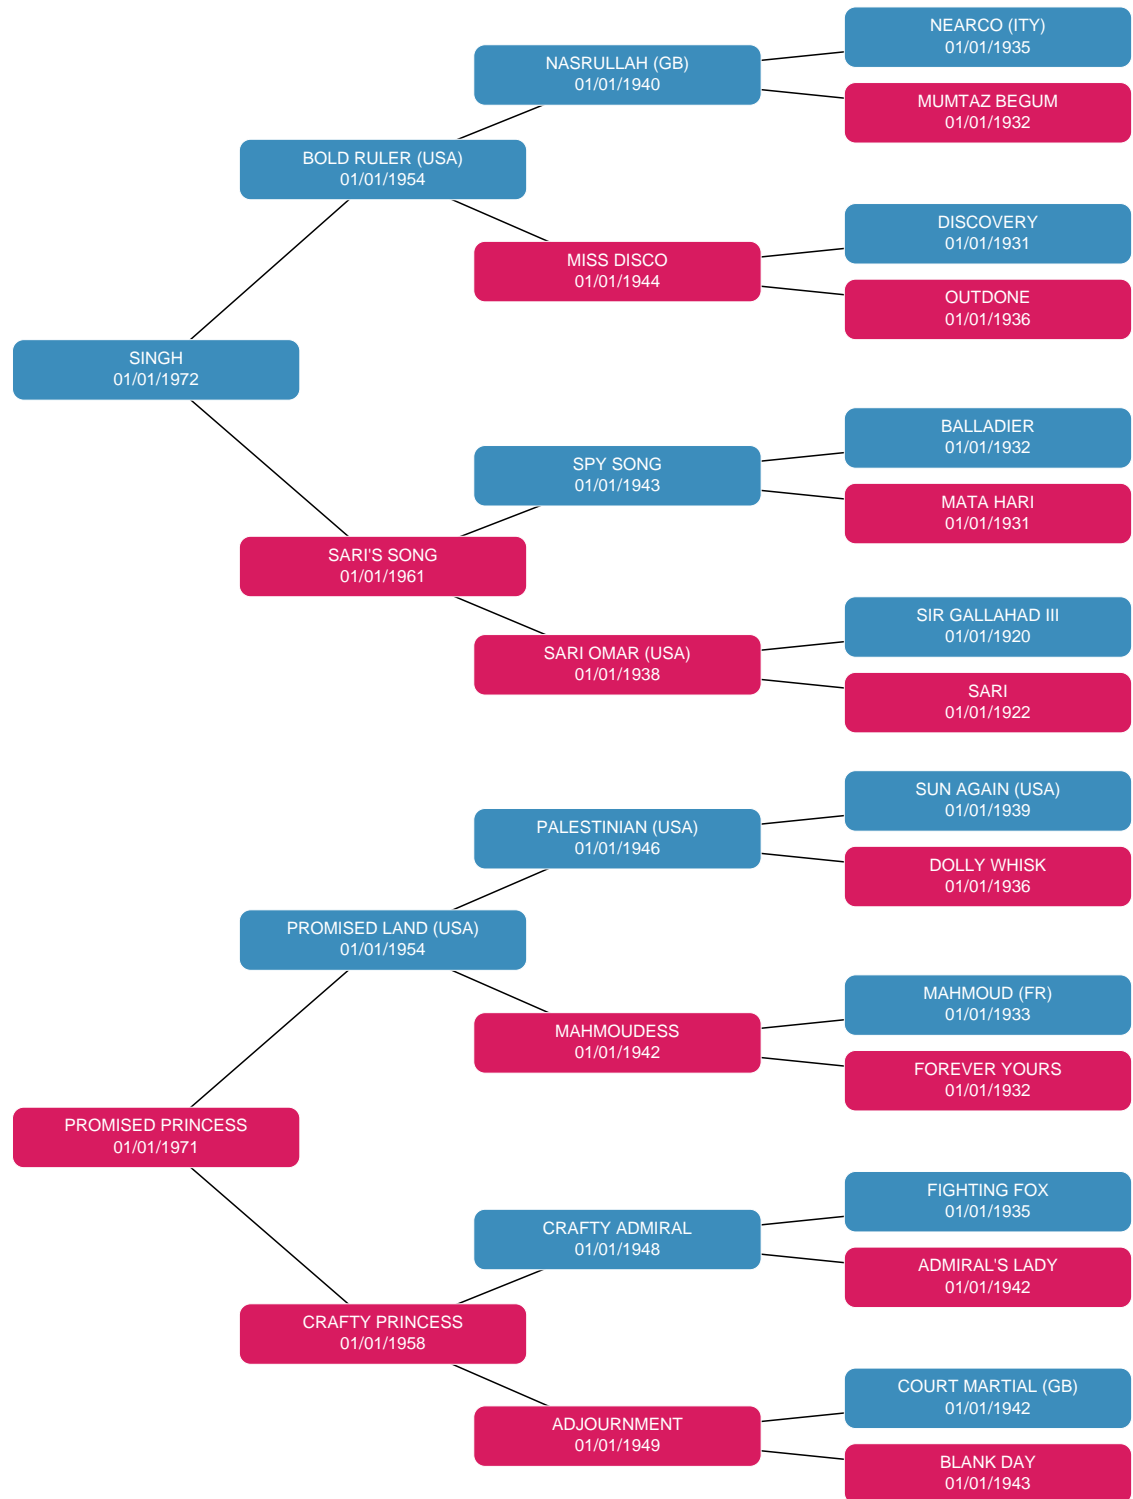 NEARCO (ITY)
01/01/1935
NASRULLAH (GB)
01/01/1940
MUMTAZ BEGUM
01/01/1932
BOLD RULER (USA)
01/01/1954
DISCOVERY
01/01/1931
MISS DISCO
01/01/1944
OUTDONE
01/01/1936
SINGH
01/01/1972
BALLADIER
01/01/1932
SPY SONG
01/01/1943
MATA HARI
01/01/1931
SARI'S SONG
01/01/1961
SIR GALLAHAD III
01/01/1920
SARI OMAR (USA)
01/01/1938
SARI
01/01/1922
SUN AGAIN (USA)
01/01/1939
PALESTINIAN (USA)
01/01/1946
DOLLY WHISK
01/01/1936
PROMISED LAND (USA)
01/01/1954
MAHMOUD (FR)
01/01/1933
MAHMOUDESS
01/01/1942
FOREVER YOURS
01/01/1932
PROMISED PRINCESS
01/01/1971
FIGHTING FOX
01/01/1935
CRAFTY ADMIRAL
01/01/1948
ADMIRAL'S LADY
01/01/1942
CRAFTY PRINCESS
01/01/1958
COURT MARTIAL (GB)
01/01/1942
ADJOURNMENT
01/01/1949
BLANK DAY
01/01/1943